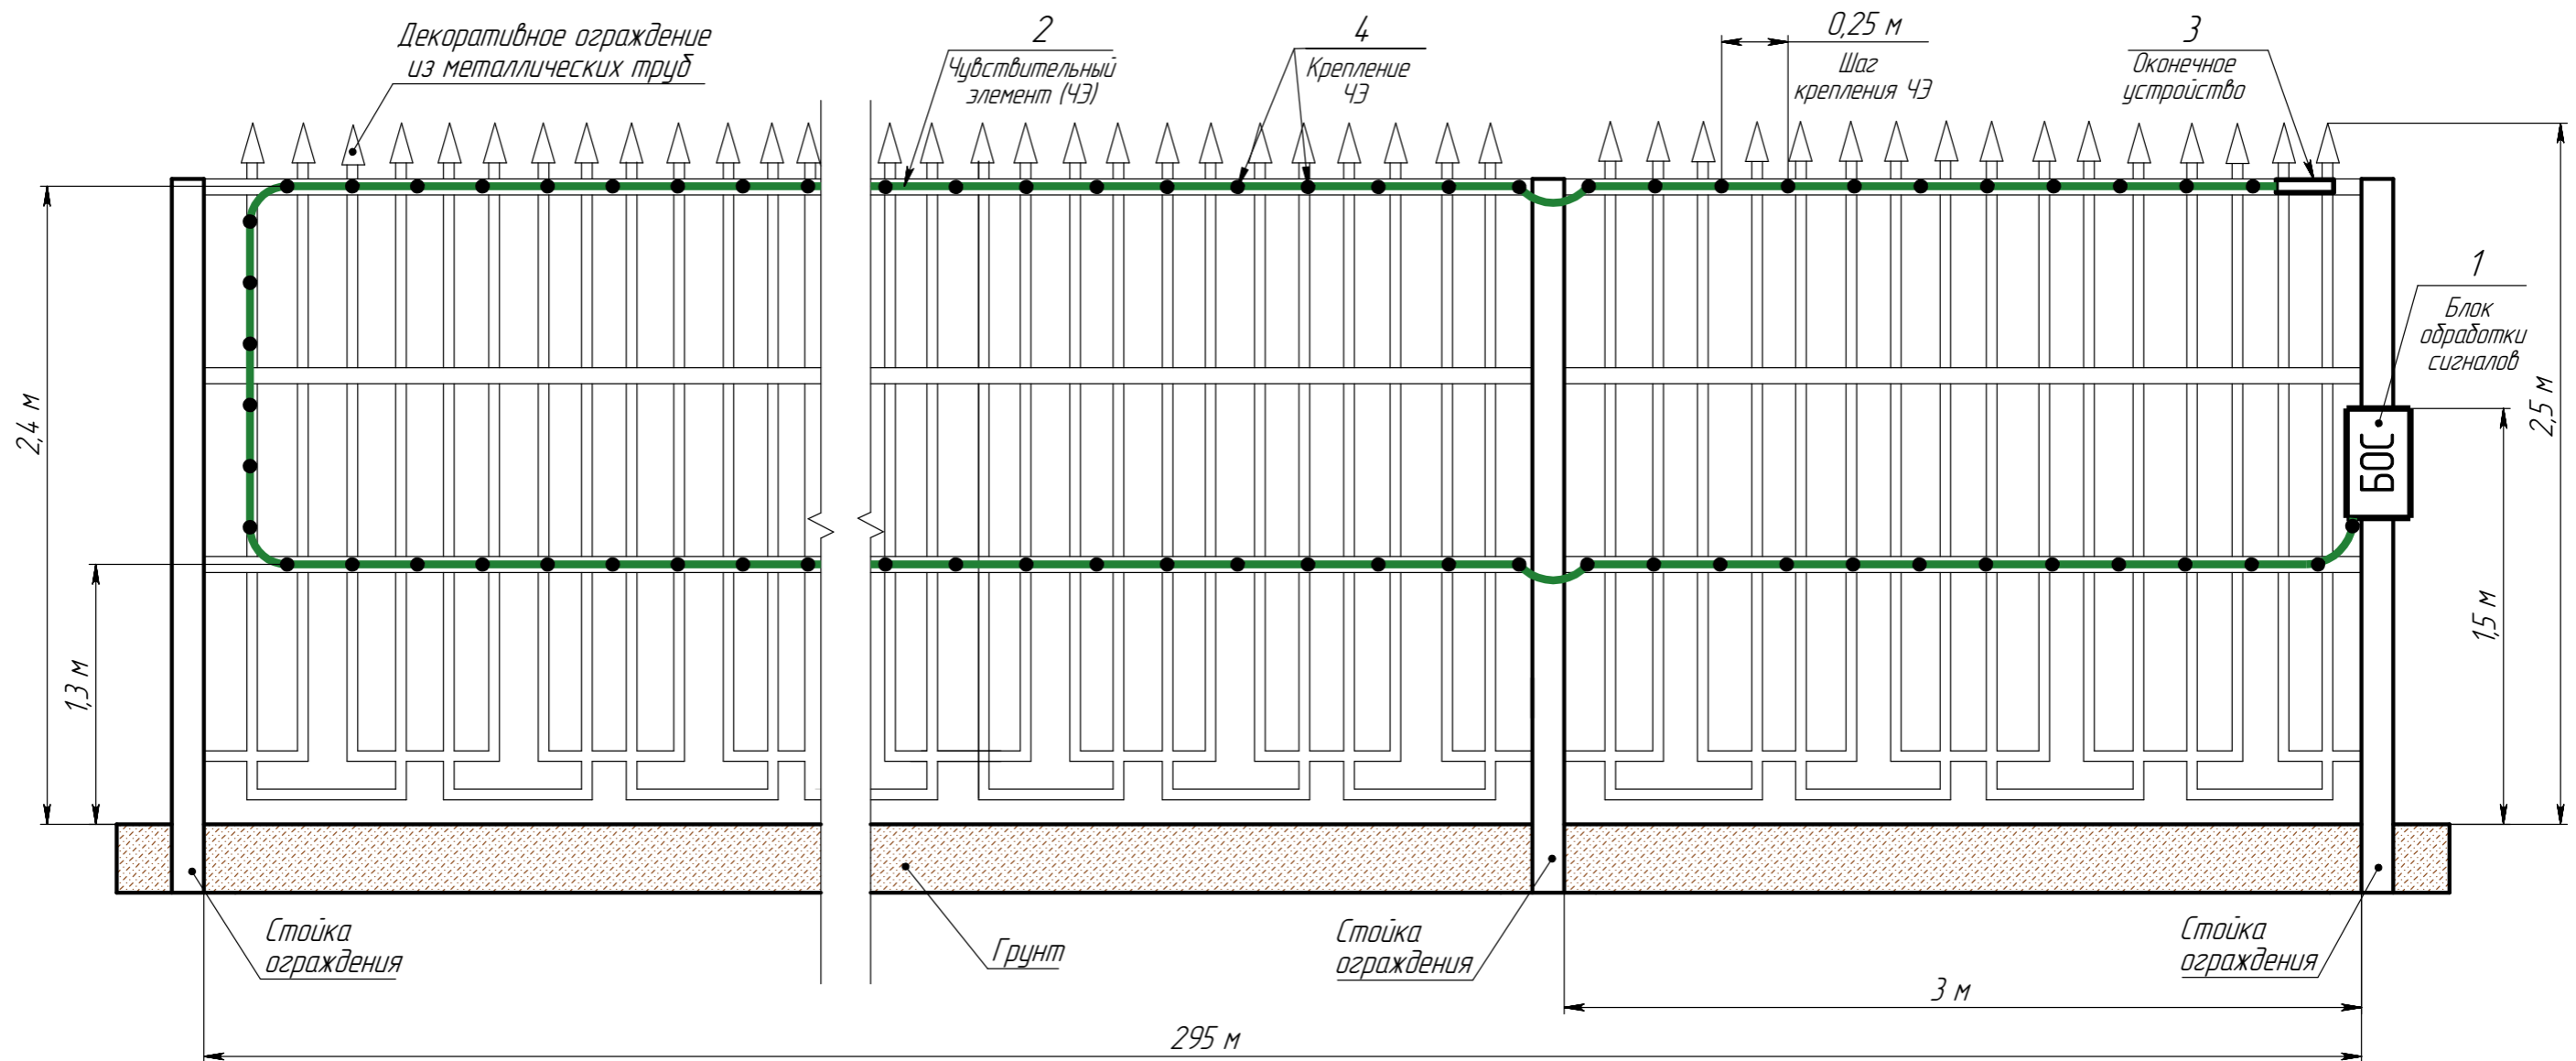 Декоративное ограждение
из металлических труб
2
Чувствительный
элемент (ЧЭ)
4
Крепление
ЧЭ
0,25 м
Шаг
крепления ЧЭ
3
Оконечное
устройство
1
Блок
обработки
сигналов
БОС
2,4 м
1,3 м
2,5 м
1,5 м
Стойка
ограждения
Грунт
Стойка
ограждения
Стойка
ограждения
3 м
295 м